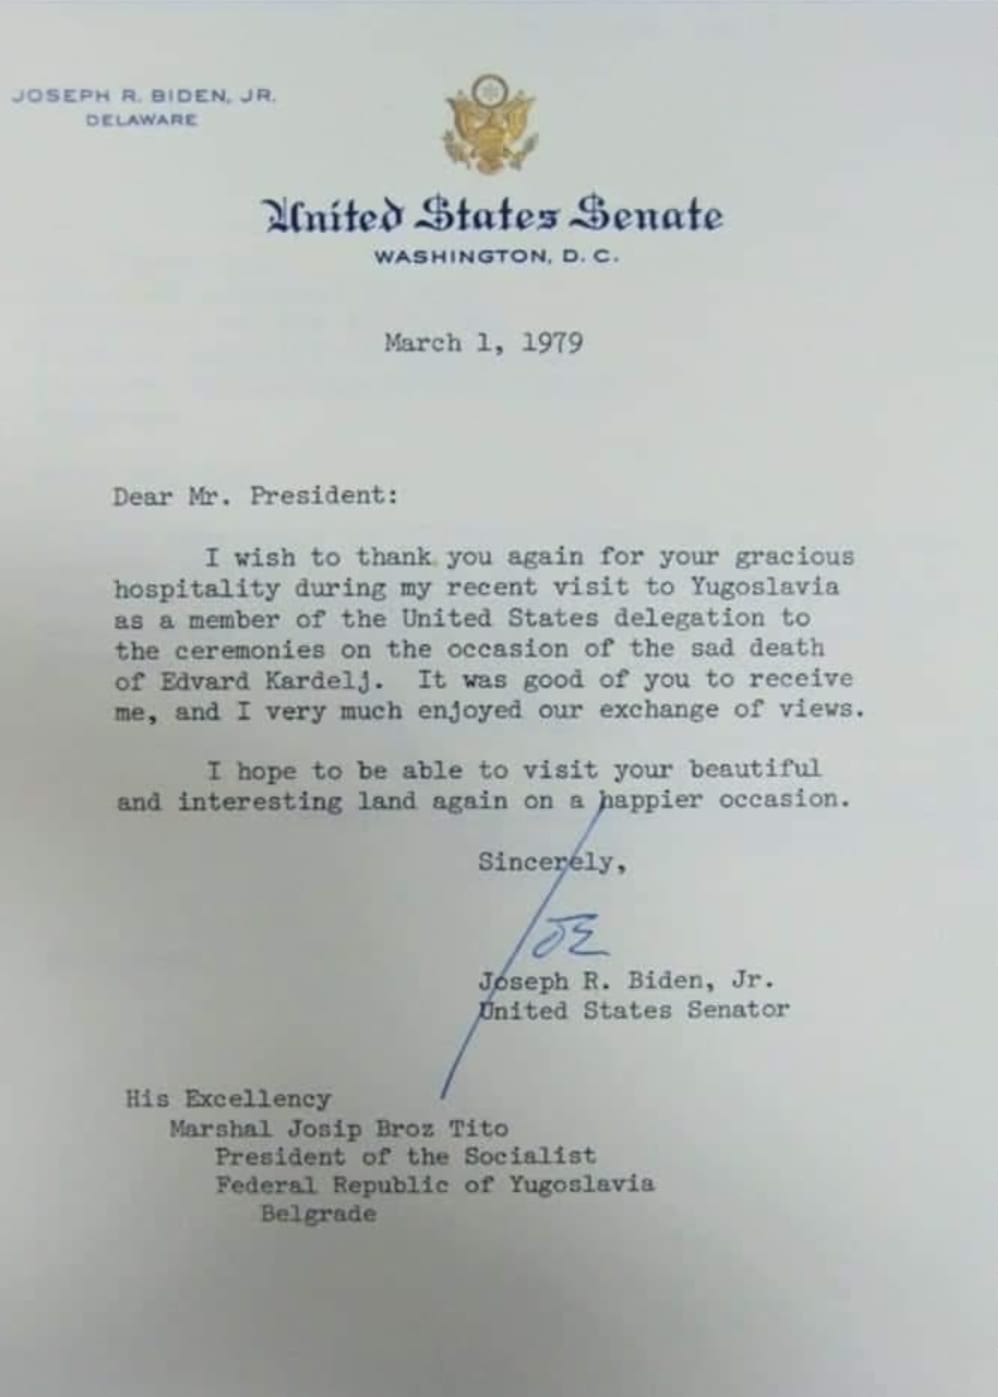 JOSEPH R. BIDEN, JR.
DELAWARE
United States Senate
WASHINGTON, D. C.
March 1, 1979
Dear Mr. President:
I wish to thank you again for your gracious
hospitality during my recent visit to Yugoslavia
as a member of the United States delegation to
the ceremonies on the occasion of the sad death
of Edvard Kardelj. It was good of you to receive
me, and I very much enjoyed our exchange of views.
I hope to be able to visit your beautiful
and interesting land again on a happier occasion.
Sincerely,
JOE
Joseph R. Biden, Jr.
United States Senator
His Excellency
Marshal Josip Broz Tito
President of the Socialist
Federal Republic of Yugoslavia
Belgrade